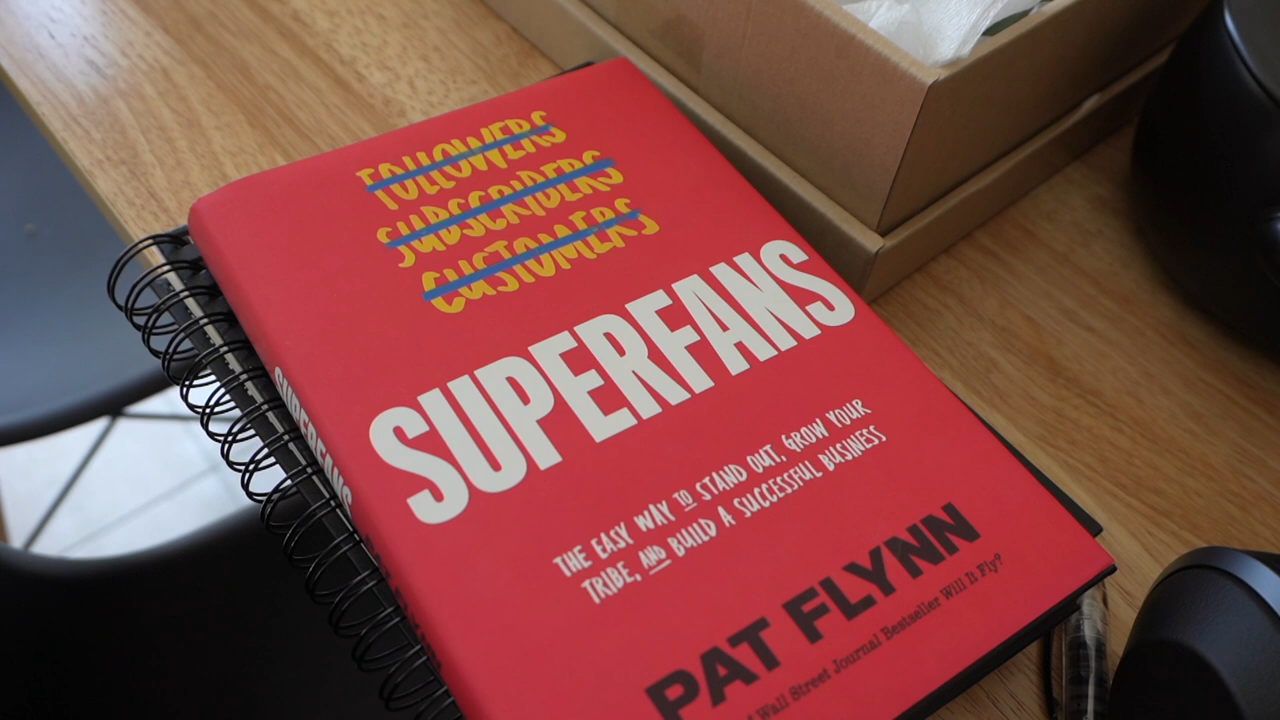 FOLLOWERS
SUBSCRIBERS
CUSTOMERS
SUPERFANS
THE EASY WAY TO STAND OUT, GROW YOUR
TRIBE, AND BUILD A SUCCESSFUL BUSINESS
PAT FLYNN
Wall Street Journal Bestseller Will It Fly?
SUPERFANS